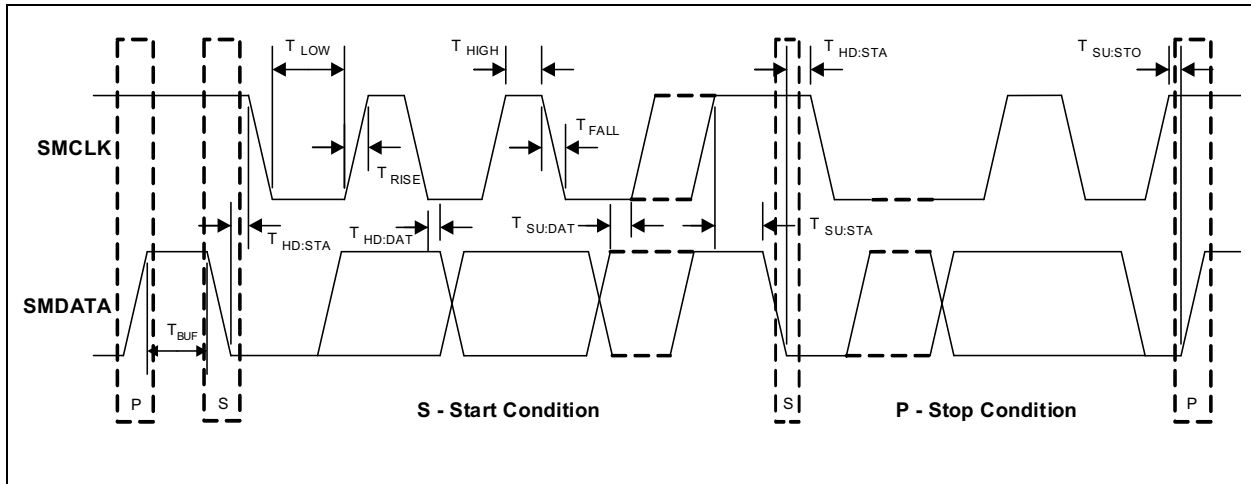 T LOW
T HIGH
T HD:STA
T SU:STO
SMCLK
T FALL
T RISE
T HD:STA
T HD:DAT
T SU:DAT
T SU:STA
SMDATA
T BUF
P
S
S - Start Condition
S
P - Stop Condition
P